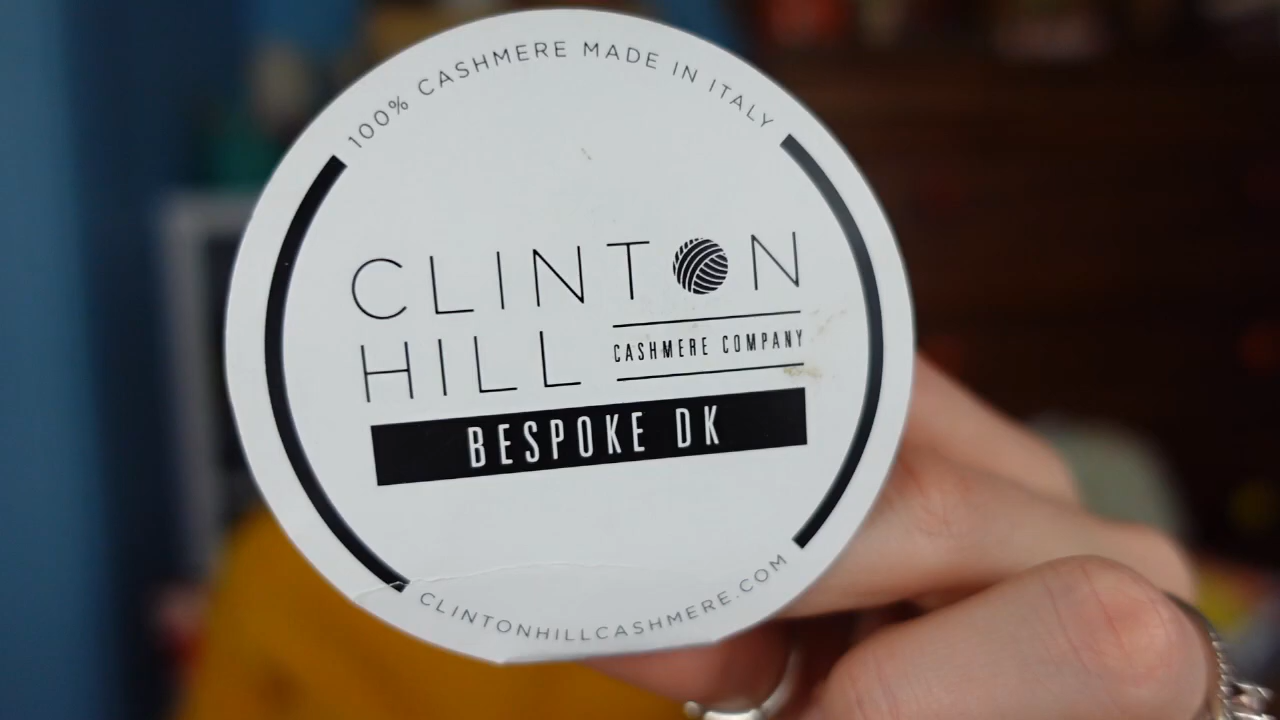 100% CASHMERE MADE IN ITALY
CLINTON
HILL
CASHMERE COMPANY
BESPOKE DK
CLINTONHILLCASHMERE.COM